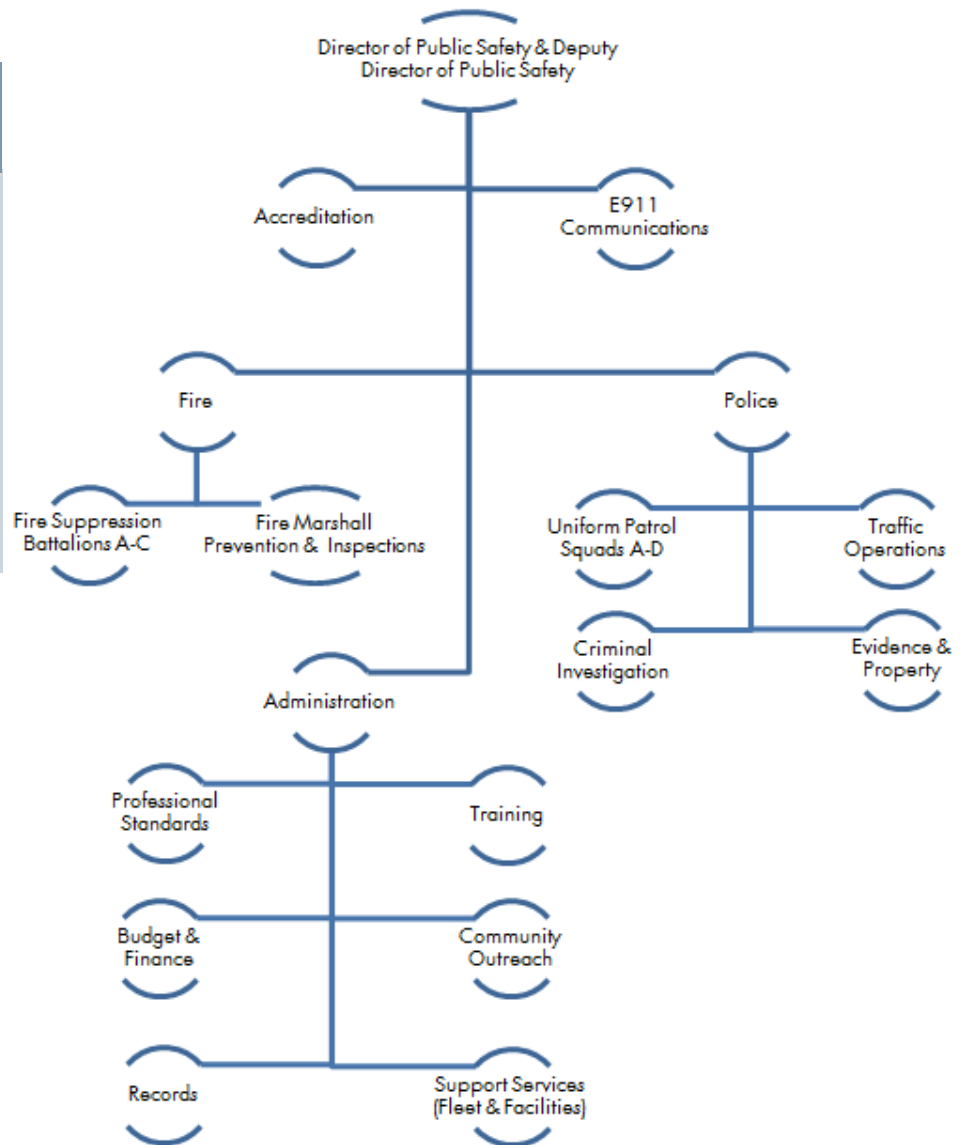 Director of Public Safety & Deputy
Director of Public Safety
Accreditation
E911
Communications
Fire
Police
Fire Suppression
Battalions A-C
Fire Marshall
Prevention & Inspections
Uniform Patrol
Squads A-D
Traffic
Operations
Criminal
Investigation
Evidence &
Property
Administration
Professional
Standards
Training
Budget &
Finance
Community
Outreach
Records
Support Services
(Fleet & Facilities)